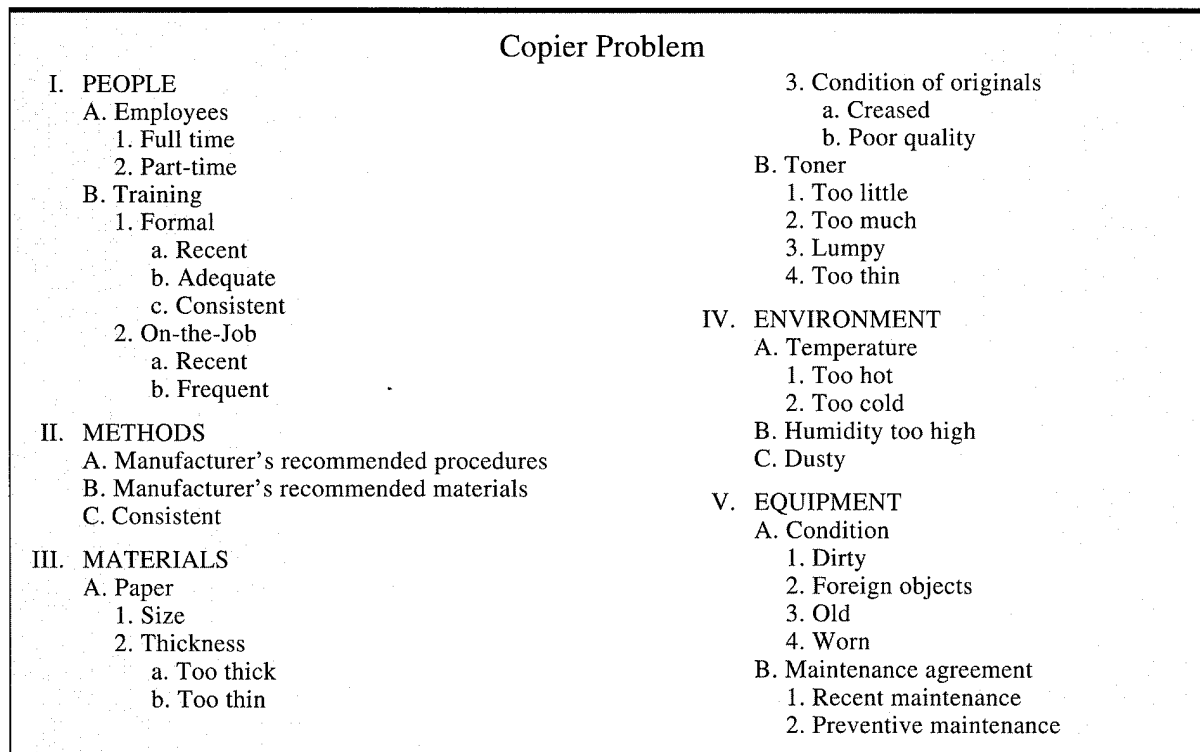 Copier Problem
I. PEOPLE
A. Employees
1. Full time
2. Part-time
B. Training
1. Formal
a. Recent
b. Adequate
c. Consistent
2. On-the-Job
a. Recent
b. Frequent
II. METHODS
A. Manufacturer's recommended procedures
B. Manufacturer's recommended materials
C. Consistent
III. MATERIALS
A. Paper
1. Size
2. Thickness
a. Too thick
b. Too thin
3. Condition of originals
a. Creased
b. Poor quality
B. Toner
1. Too little
2. Too much
3. Lumpy
4. Too thin
IV. ENVIRONMENT
A. Temperature
1. Too hot
2. Too cold
B. Humidity too high
C. Dusty
V. EQUIPMENT
A. Condition
1. Dirty
2. Foreign objects
3. Old
4. Worn
B. Maintenance agreement
1. Recent maintenance
2. Preventive maintenance